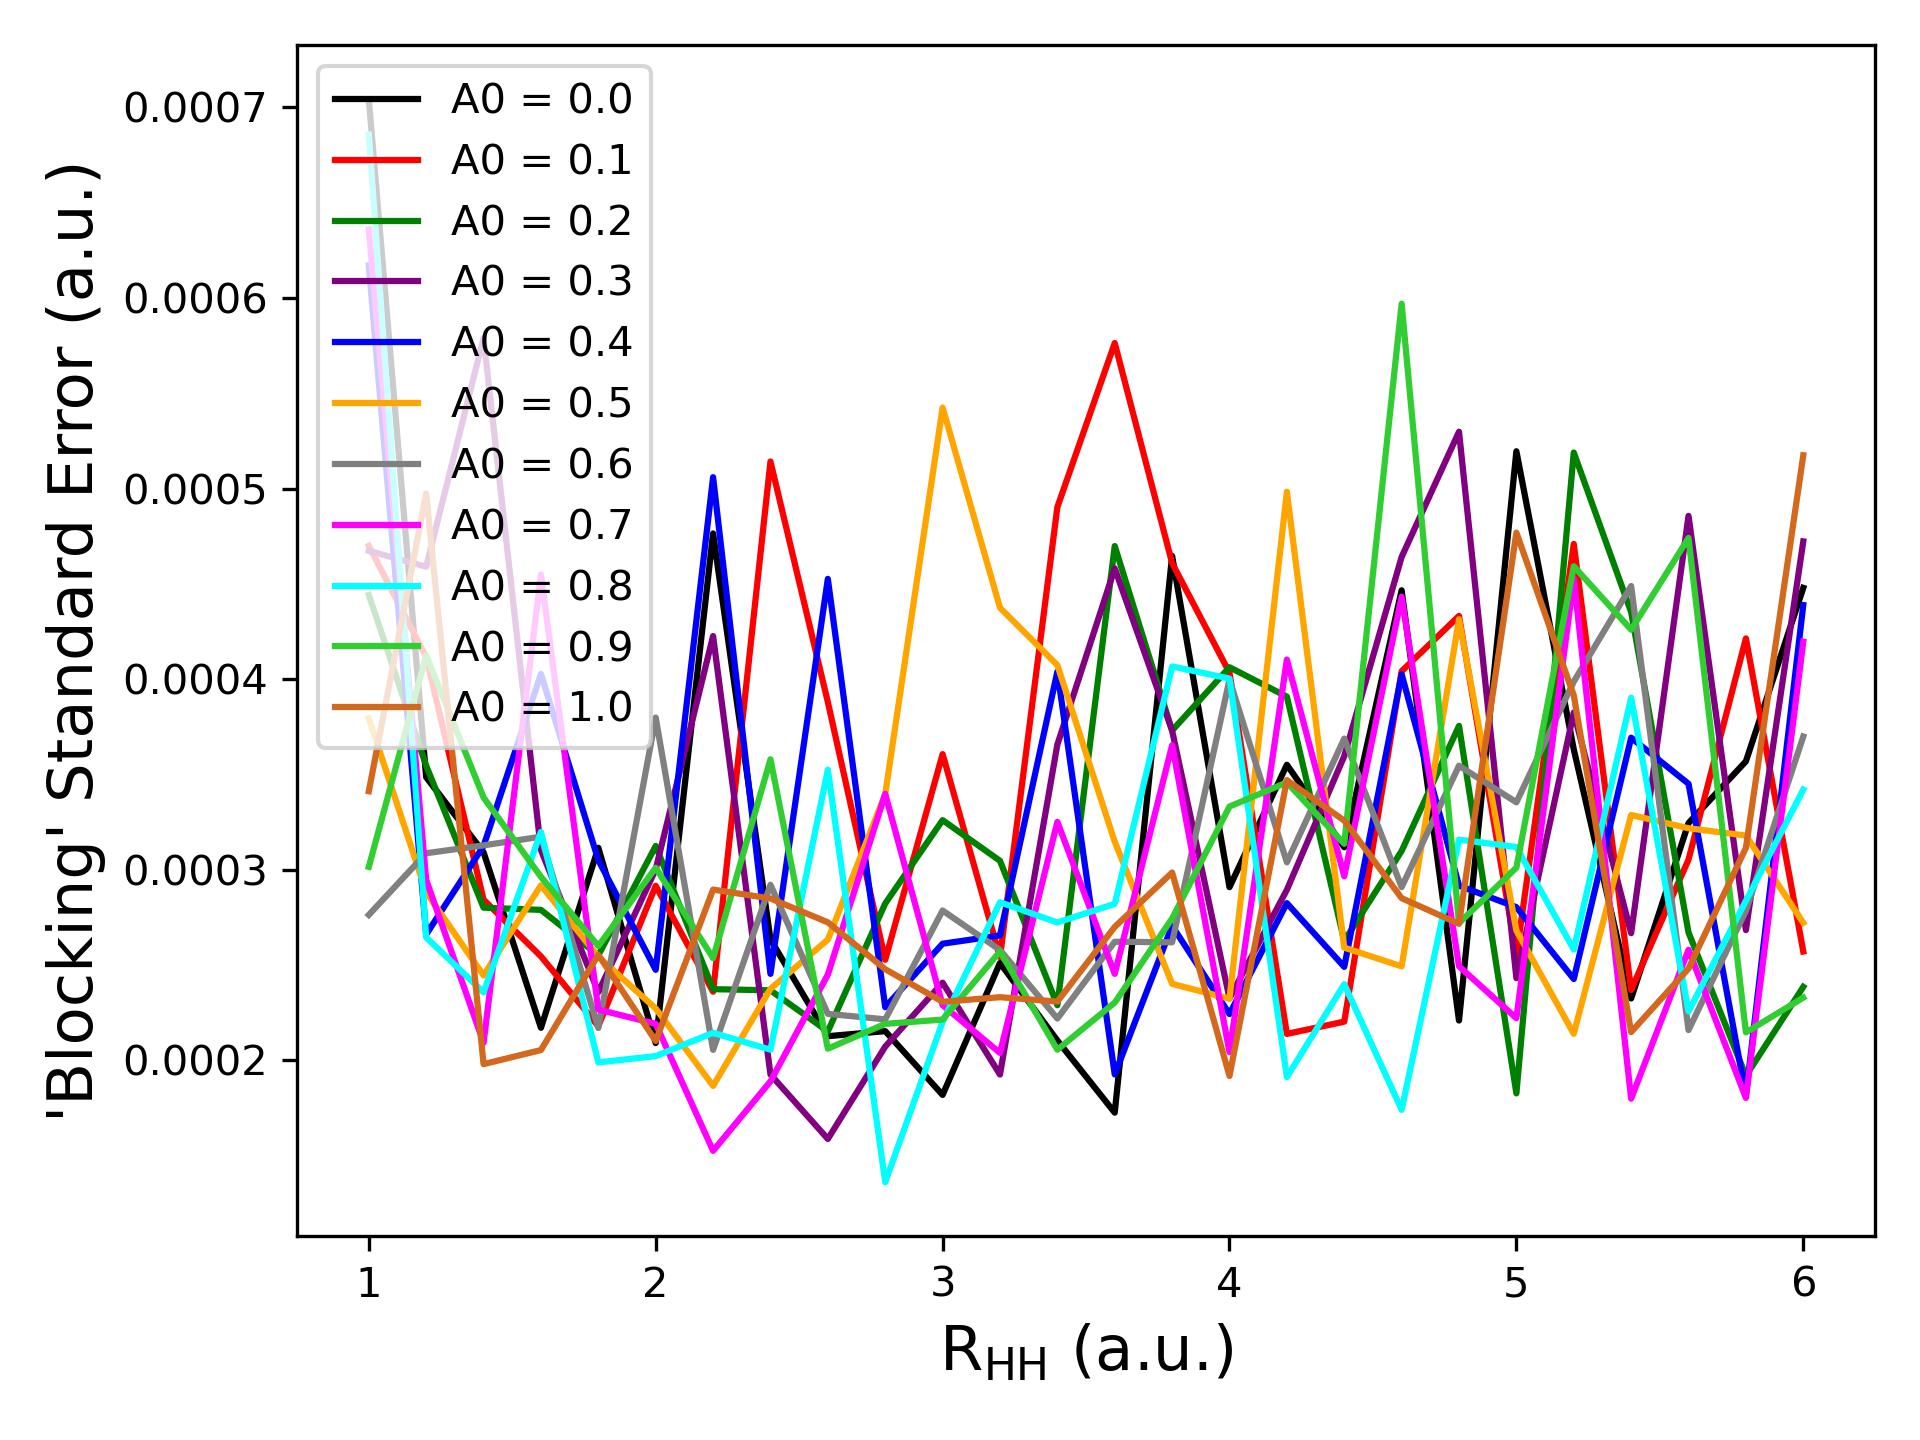 'Blocking' Standard Error (a.u.)
0.0007
0.0006
0.0005
0.0004
0.0003
0.0002
A0 = 0.0
A0 = 0.1
A0 = 0.2
A0 = 0.3
A0 = 0.4
A0 = 0.5
A0 = 0.6
A0 = 0.7
A0 = 0.8
A0 = 0.9
A0 = 1.0
1 2 3 4 5 6
R_HH (a.u.)